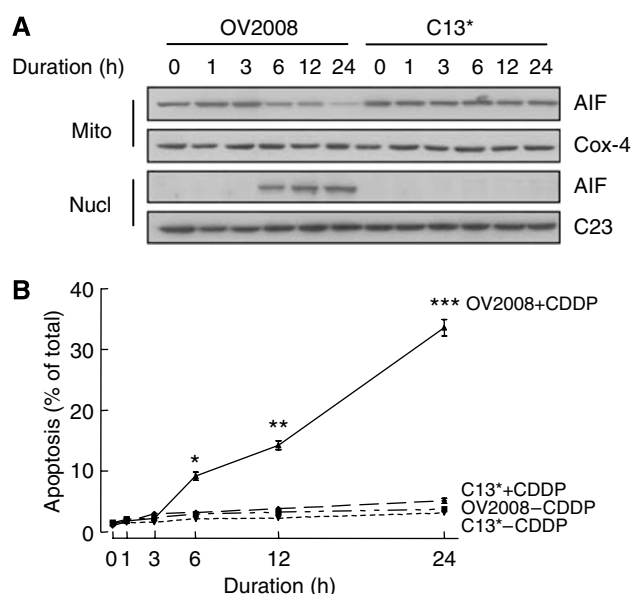 A
OV2008 C13*
Duration (h) 0 1 3 6 12 24 0 1 3 6 12 24
Mito
AIF
Cox-4
Nucl
AIF
C23
B
40
30
20
10
0
Apoptosis (% of total)
*
**
*** OV2008+CDDP
C13*+CDDP
OV2008−CDDP
C13*−CDDP
0 1 3 6 12 24
Duration (h)